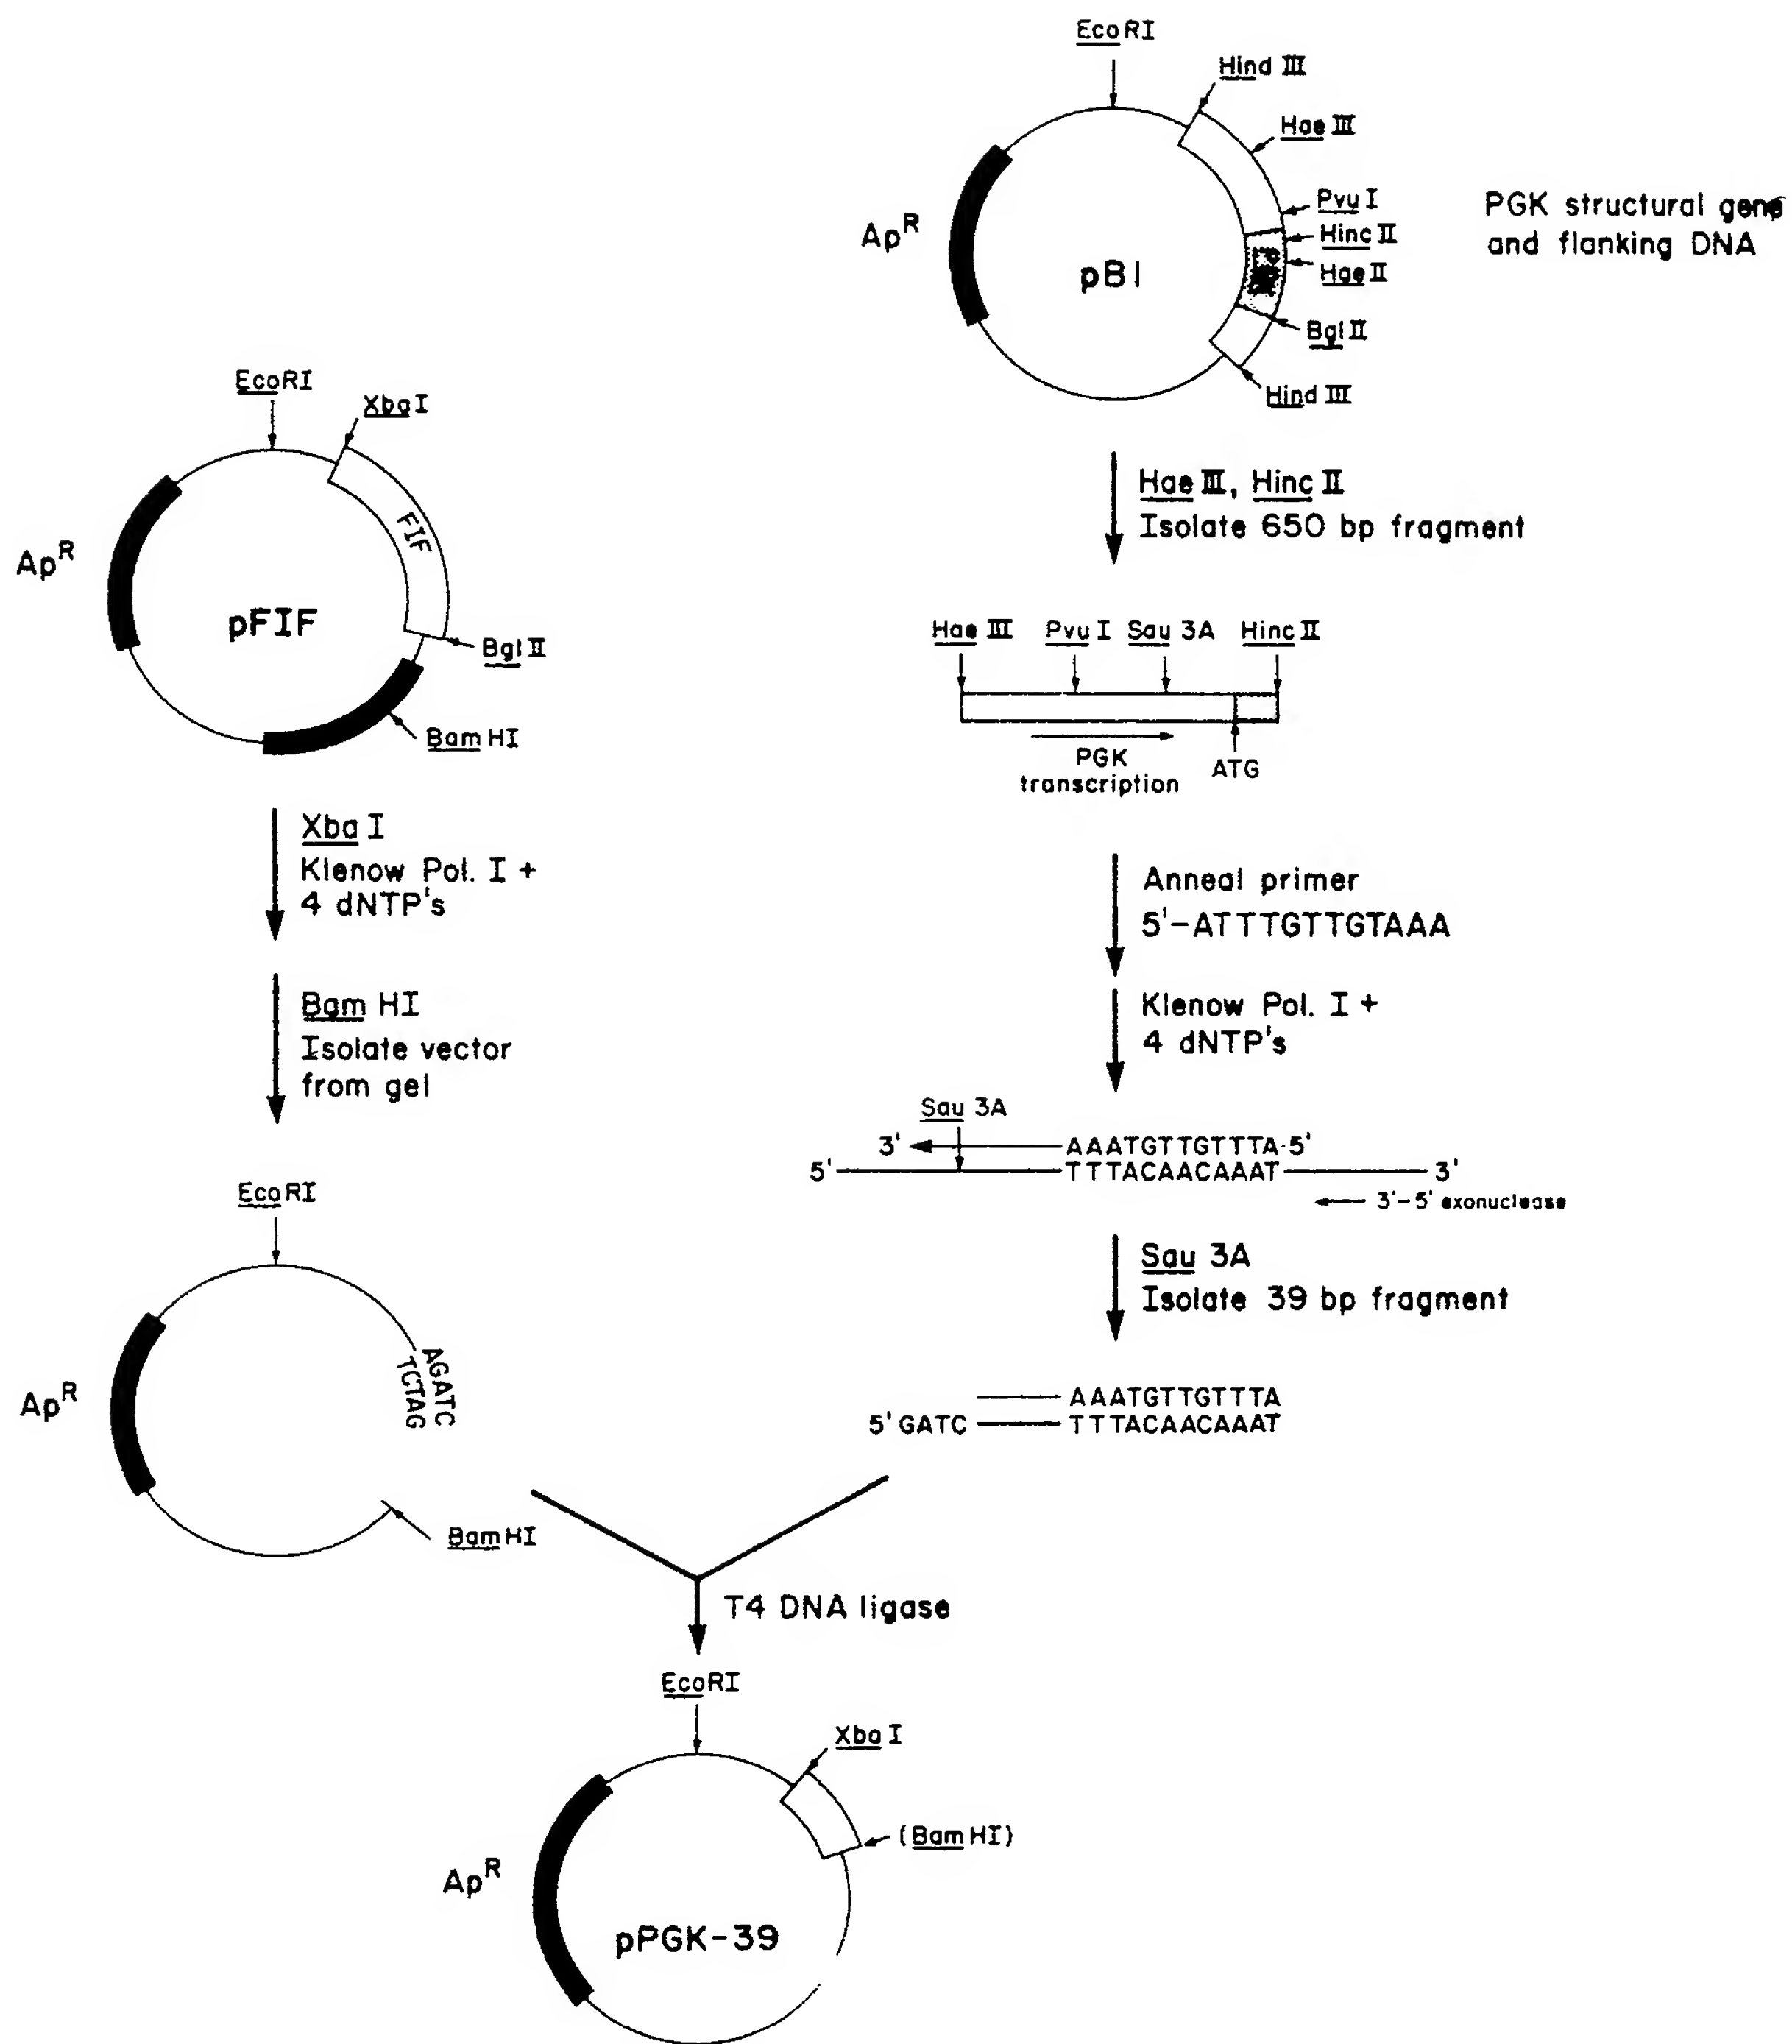 EcoRI
Hind III
Hae III
Pvu I
Hinc II
Hae II
Bgl II
Hind III
Ap^R
pB1
PGK structural gene
and flanking DNA
EcoRI
Xba I
FIF
Bgl II
Bam HI
Ap^R
pFIF
Hae III, Hinc II
Isolate 650 bp fragment
Hae III Pvu I Sau 3A Hinc II
PGK
transcription
ATG
Xba I
Klenow Pol. I +
4 dNTP's
Bam HI
Isolate vector
from gel
Anneal primer
5'-ATTTGTTGTAAA
Klenow Pol. I +
4 dNTP's
Sau 3A
3' AAATGTTGTTTA-5'
5' TTTACAACAAAT 3'
3'-5' exonuclease
Sau 3A
Isolate 39 bp fragment
AAATGTTGTTTA
5' GATC TTTACAACAAAT
EcoRI
AGATC
TCTAG
Ap^R
Bam HI
T4 DNA ligase
EcoRI
Xba I
(Bam HI)
Ap^R
pPGK-39